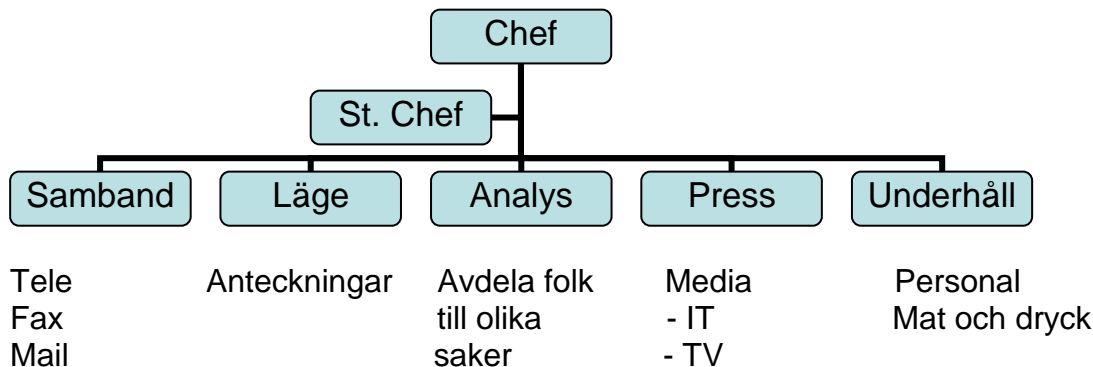 Chef
St. Chef
Samband Läge Analys Press Underhåll
Tele Anteckningar Avdela folk Media Personal
Fax till olika - IT Mat och dryck
Mail saker - TV